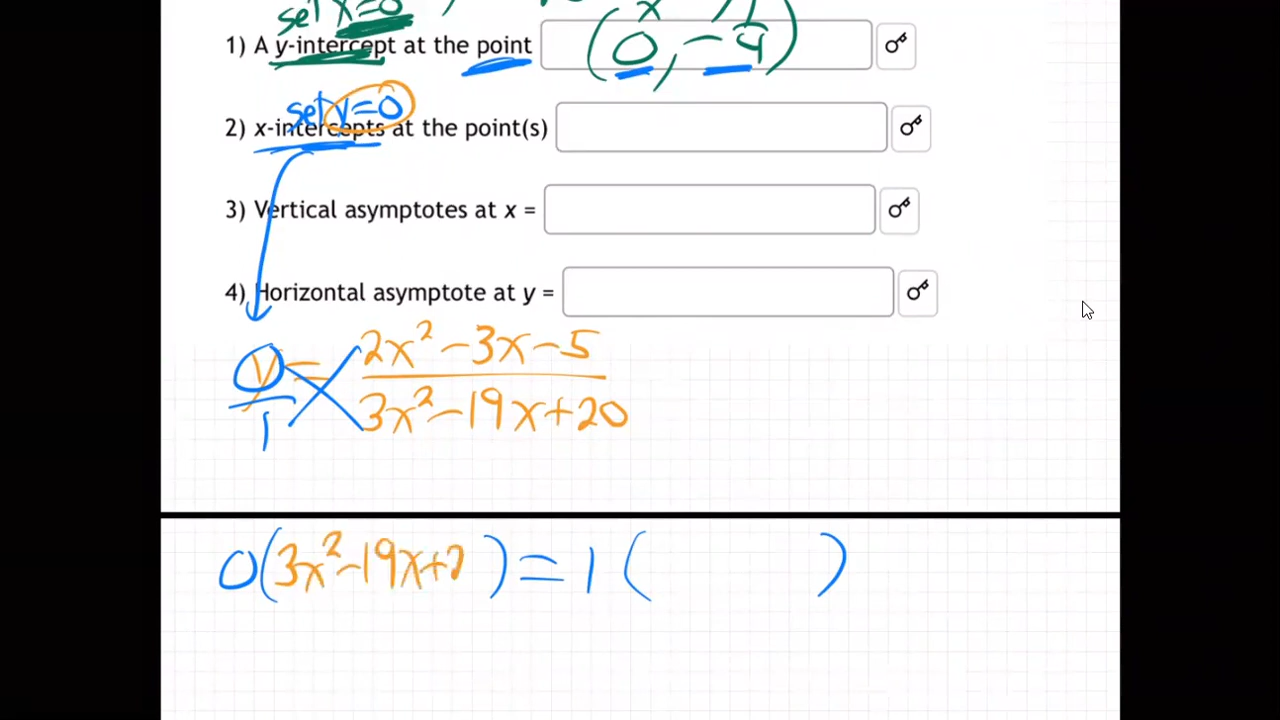 set x=0
1) A y-intercept at the point (0, -1/4)
set y=0
2) x-intercepts at the point(s)
3) Vertical asymptotes at x =
4) Horizontal asymptote at y =
0/1 = (2x²-3x-5)/(3x²-19x+20)
0(3x²-19x+2 ) = 1( )